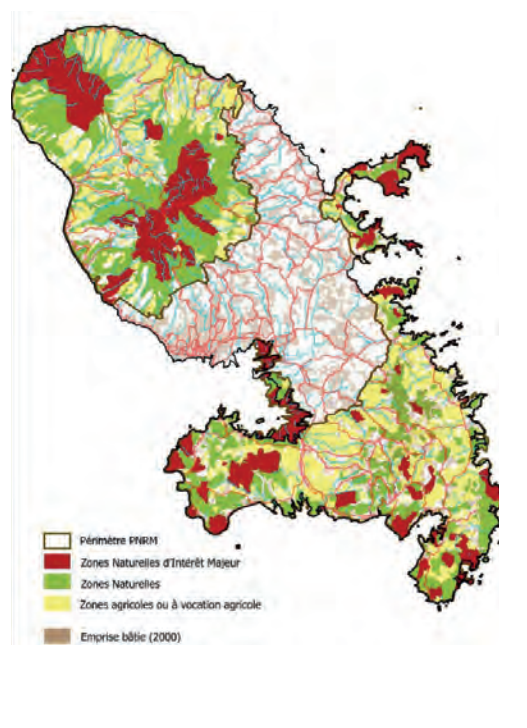 Périmètre PNRM
Zones Naturelles d'Intérêt Majeur
Zones Naturelles
Zones agricoles ou à vocation agricole
Emprise bâtie (2000)